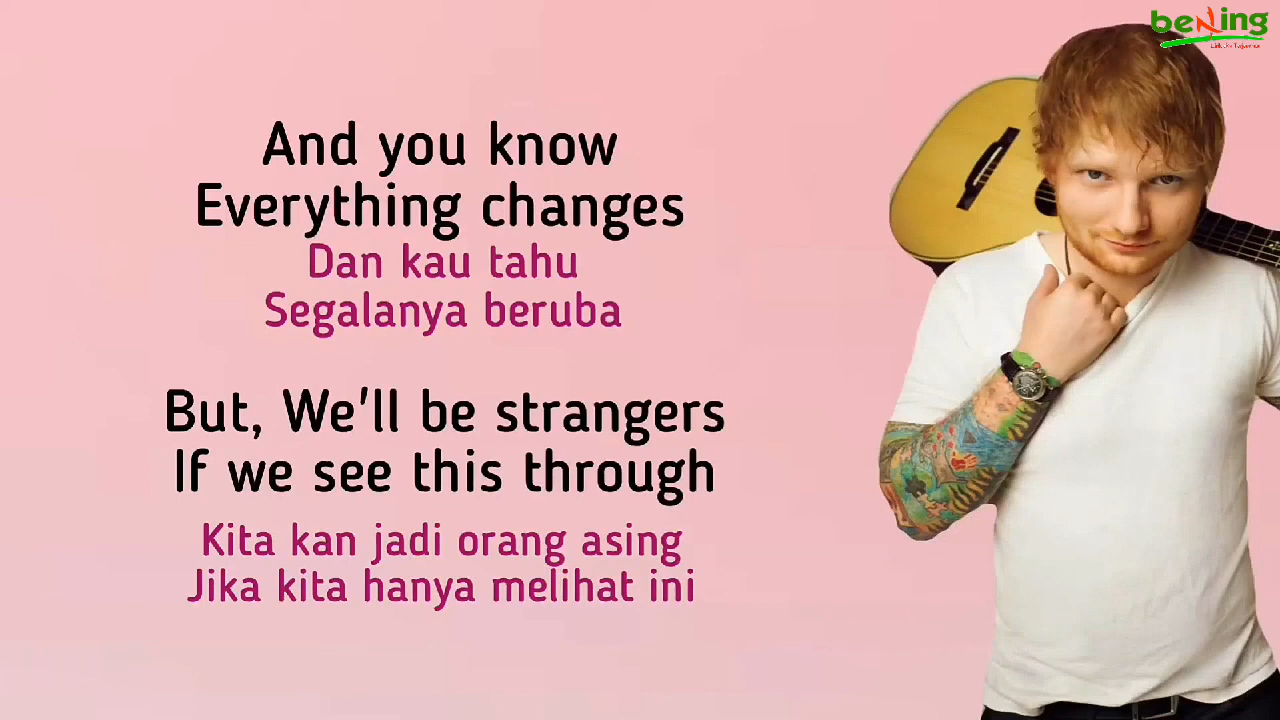 beNing
And you know
Everything changes
Dan kau tahu
Segalanya beruba
But, We'll be strangers
If we see this through
Kita kan jadi orang asing
Jika kita hanya melihat ini